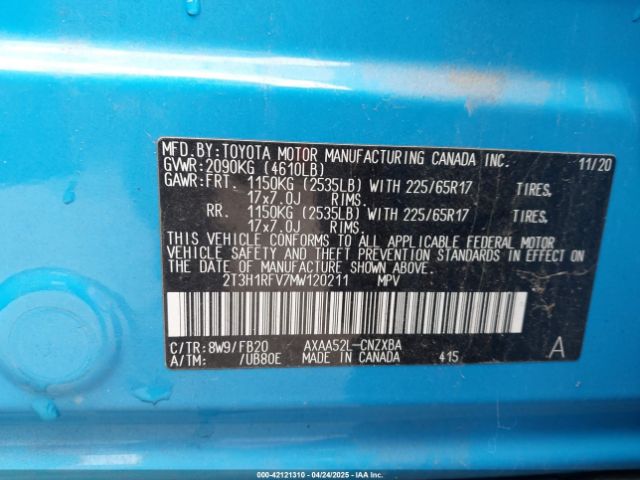 MFD.BY:TOYOTA MOTOR MANUFACTURING CANADA INC. 11/20
GVWR:2090KG (4610LB)
GAWR:FRT. 1150KG (2535LB) WITH 225/65R17 TIRES,
17x7.0J RIMS.
RR. 1150KG (2535LB) WITH 225/65R17 TIRES,
17x7.0J RIMS.
THIS VEHICLE CONFORMS TO ALL APPLICABLE FEDERAL MOTOR
VEHICLE SAFETY AND THEFT PREVENTION STANDARDS IN EFFECT ON
THE DATE OF MANUFACTURE SHOWN ABOVE.
2T3H1RFV7MW120211 MPV
C/TR:8W9/FB20 AXAA52L-CNZXBA A
A/TM: /UB80E MADE IN CANADA 415
000-42121310 - 04/24/2025 - IAAI Inc.